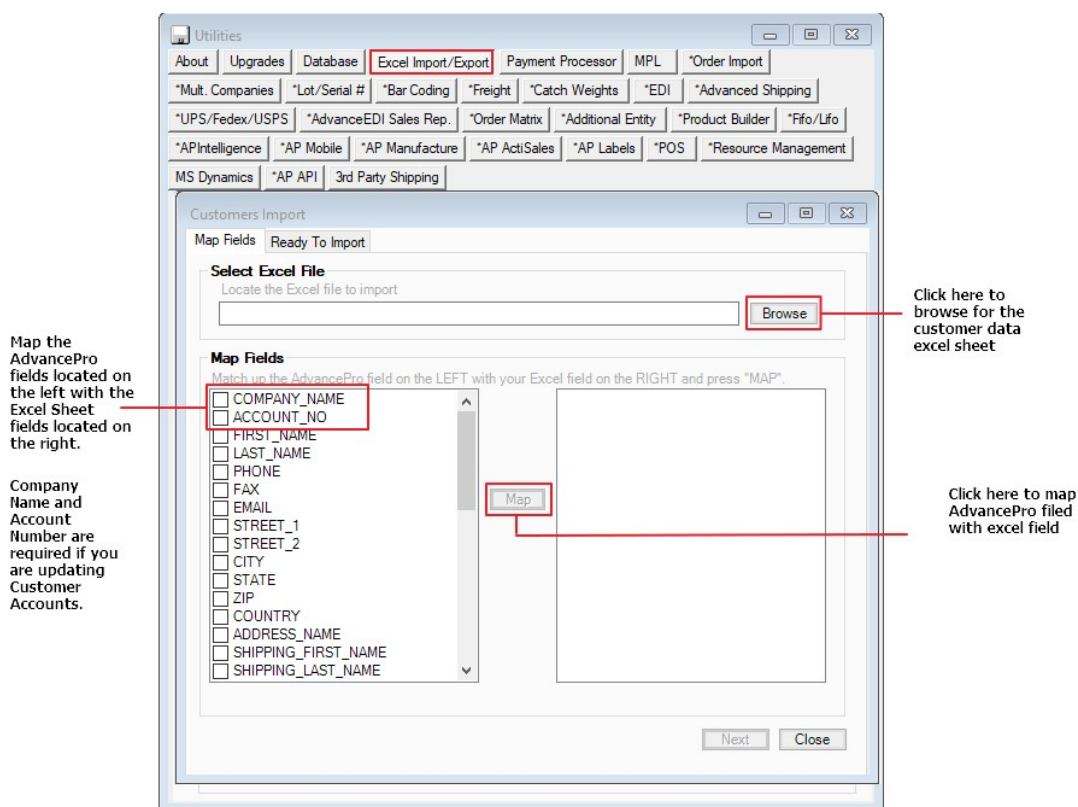 Utilities
About Upgrades Database Excel Import/Export Payment Processor MPL *Order Import
*Mult. Companies *Lot/Serial # *Bar Coding *Freight *Catch Weights *EDI *Advanced Shipping
*UPS/Fedex/USPS *AdvanceEDI Sales Rep. *Order Matrix *Additional Entity *Product Builder *Fifo/Lifo
*APIntelligence *AP Mobile *AP Manufacture *AP ActiSales *AP Labels *POS *Resource Management
MS Dynamics *AP API 3rd Party Shipping
Customers Import
Map Fields Ready To Import
Select Excel File
Locate the Excel file to import
Browse
Click here to
browse for the
customer data
excel sheet
Map the
AdvancePro
fields located on
the left with the
Excel Sheet
fields located on
the right.
Company
Name and
Account
Number are
required if you
are updating
Customer
Accounts.
Map Fields
Match up the AdvancePro field on the LEFT with your Excel field on the RIGHT and press "MAP".
COMPANY_NAME
ACCOUNT_NO
FIRST_NAME
LAST_NAME
PHONE
FAX
EMAIL
STREET_1
STREET_2
CITY
STATE
ZIP
COUNTRY
ADDRESS_NAME
SHIPPING_FIRST_NAME
SHIPPING_LAST_NAME
Map
Click here to map
AdvancePro filed
with excel field
Next Close